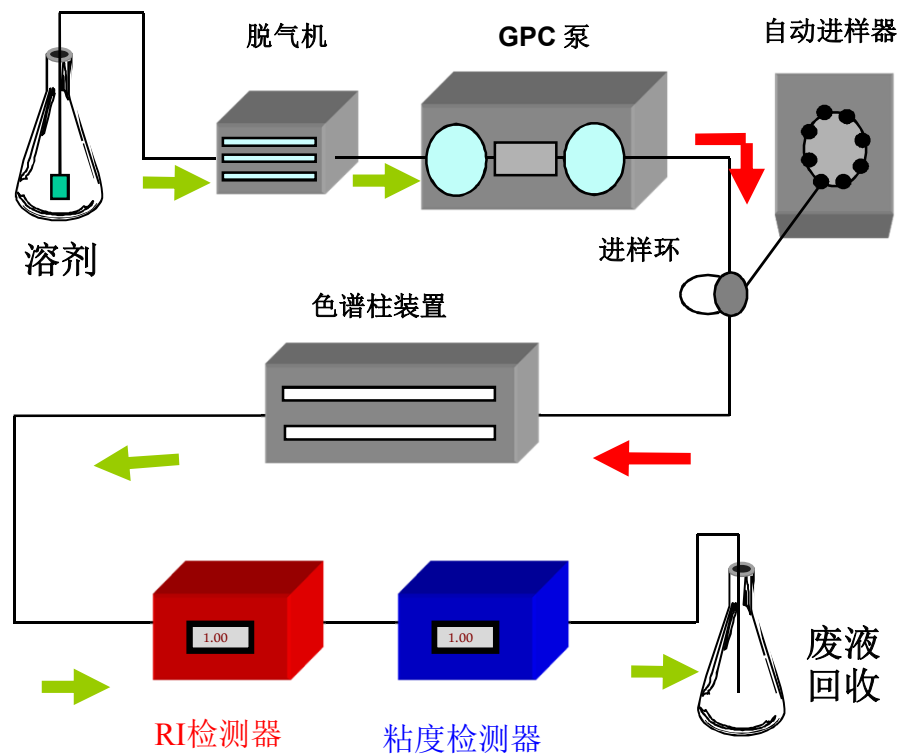 脱气机
GPC 泵
自动进样器
溶剂
进样环
色谱柱装置
1.00
1.00
废液
回收
RI检测器
粘度检测器